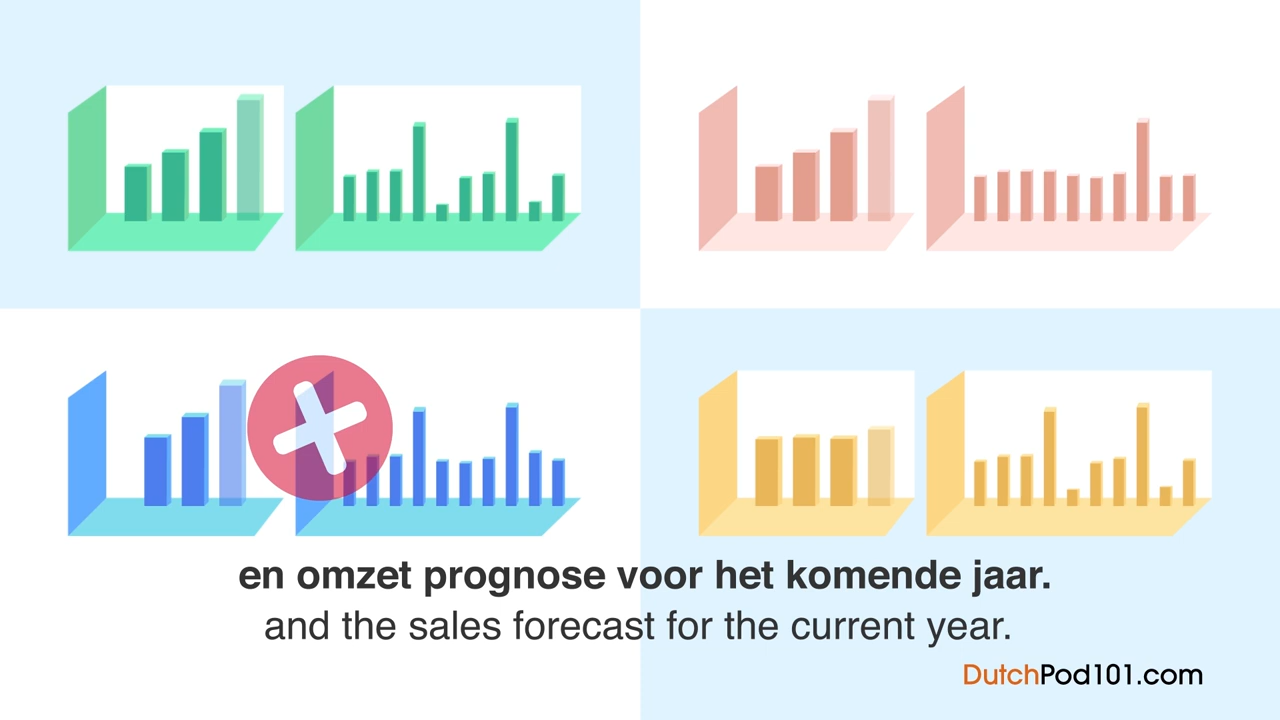 en omzet prognose voor het komende jaar.
and the sales forecast for the current year.
DutchPod101.com